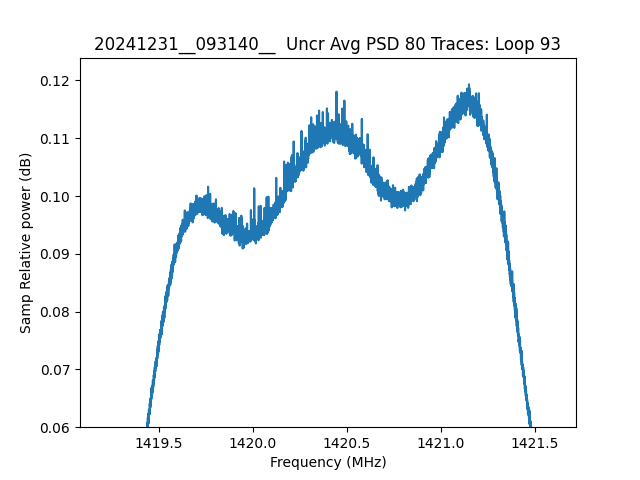 20241231__093140__  Uncr Avg PSD 80 Traces: Loop 93
0.12
0.11
0.10
0.09
0.08
0.07
0.06
Samp Relative power (dB)
1419.5 1420.0 1420.5 1421.0 1421.5
Frequency (MHz)